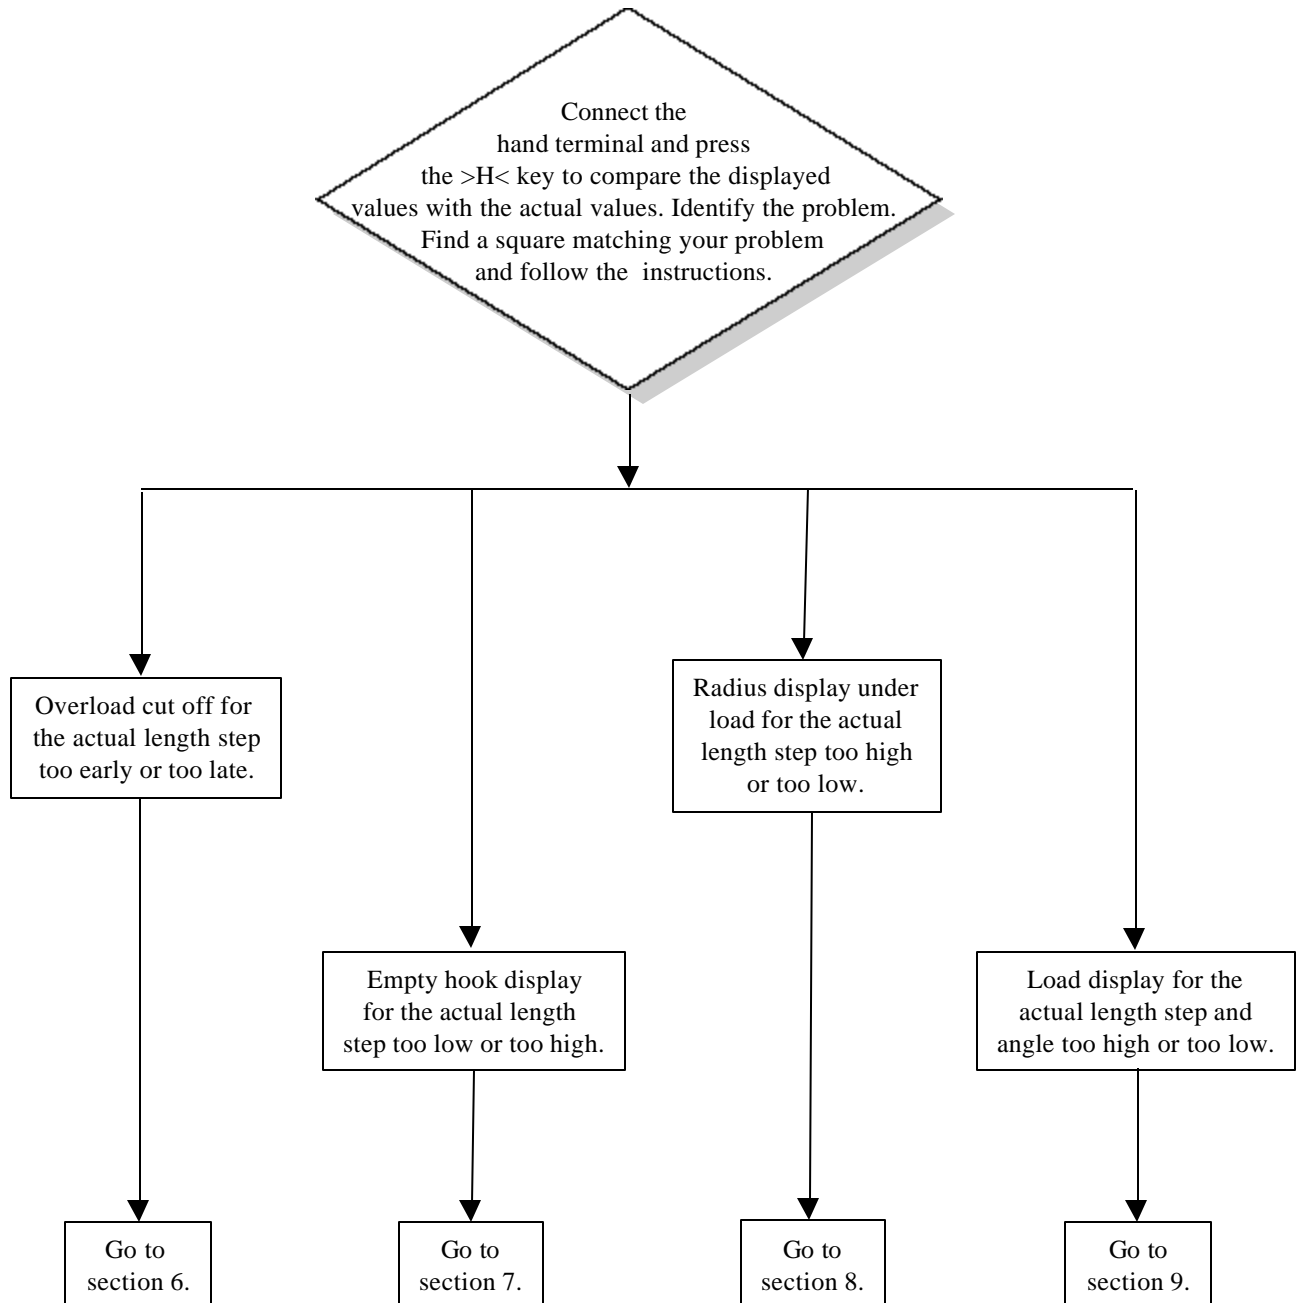 Connect the
hand terminal and press
the >H< key to compare the displayed
values with the actual values. Identify the problem.
Find a square matching your problem
and follow the instructions.
Overload cut off for
the actual length step
too early or too late.
Radius display under
load for the actual
length step too high
or too low.
Empty hook display
for the actual length
step too low or too high.
Load display for the
actual length step and
angle too high or too low.
Go to
section 6.
Go to
section 7.
Go to
section 8.
Go to
section 9.